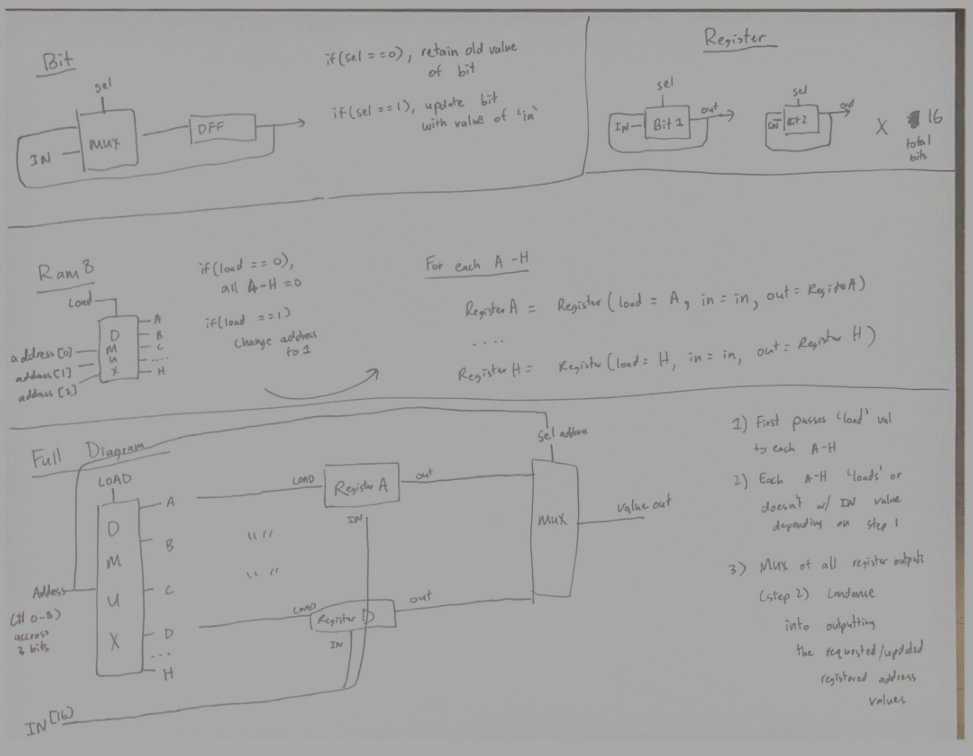 Bit
sel
MUX
IN
DFF
if(sel == 0), retain old value
of bit
if(sel == 1), update bit
with value of 'in'
Register
sel
IN
Bit 1
out
sel
IN
Bit 2
out
X 16
total
bits
Ram 8
Load
DMUX
address[0]
address[1]
address[2]
A
B
C
....
H
if(load == 0),
all A-H = 0
if(load == 1)
Change address
to 1
For each A-H
Register A = Register(load = A, in = in, out = Register A)
....
Register H = Register(load = H, in = in, out = Register H)
Full Diagram
LOAD
DMUX
Address
(# 0-8)
accross
3 bits
A
B
C
D
...
H
LOAD
Register A
out
IN
"" ""
"" ""
LOAD
Register D
out
IN
IN[16]
sel address
MUX
value out
1) First passes 'load' val
to each A-H
2) Each A-H 'loads' or
doesn't w/ IN value
depending on step 1
3) Mux of all register outputs
(step 2) condense
into outputting
the requested/updated
registered address
values